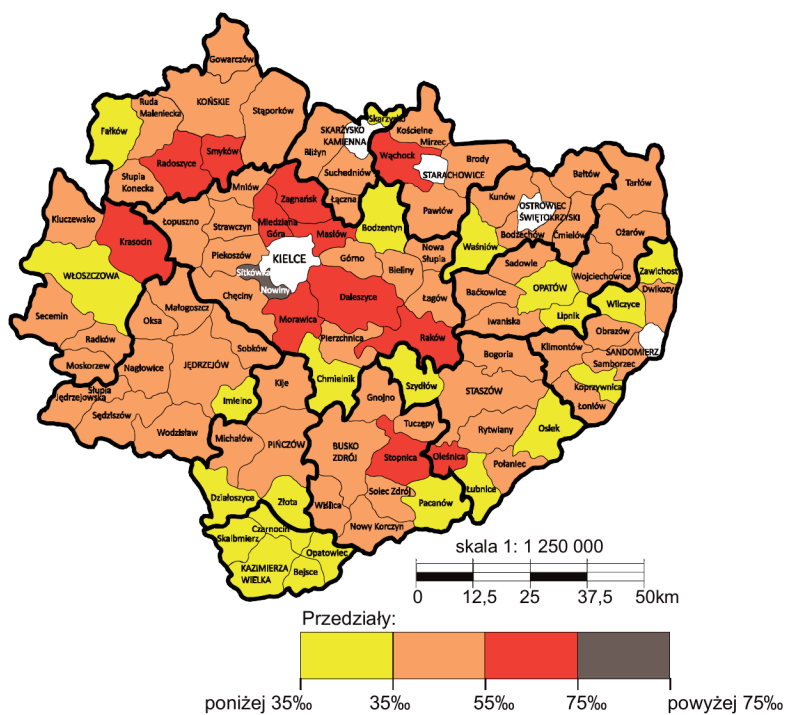 Gowarczów
Ruda
Maleniecka
KOŃSKIE
Stąporków
Fałków
Radoszyce
Smyków
Słupia
Konecka
SKARŻYSKO
KAMIENNA
Skarżysko
Kościelne
Mirzec
Bliżyn
Suchedniów
Łączna
Wąchock
STARACHOWICE
Brody
Pawłów
Bodzentyn
Mniów
Zagnańsk
Miedziana
Góra
Masłów
Łopuszno
Strawczyn
Piekoszów
KIELCE
Sitkówka
Nowiny
Chęciny
Górno
Bieliny
Nowa
Słupia
Łagów
Daleszyce
Morawica
Pierzchnica
Raków
Chmielnik
Kluczewsko
Krasocin
WŁOSZCZOWA
Secemin
Radków
Moskorzew
Małogoszcz
Oksa
Nagłowice
JĘDRZEJÓW
Sobków
Słupia
Jędrzejowska
Sędziszów
Wodzisław
Imielno
Kunów
Bałtów
OSTROWIEC
ŚWIĘTOKRZYSKI
Bodzechów
Ćmielów
Waśniów
Tarłów
Ożarów
Sadowie
Wojciechowice
Baćkowice
OPATÓW
Lipnik
Iwaniska
Zawichost
Dwikozy
Wilczyce
Obrazów
SANDOMIERZ
Samborzec
Klimontów
Koprzywnica
Łoniów
Bogoria
STASZÓW
Szydłów
Rytwiany
Osiek
Połaniec
Oleśnica
Łubnice
Kije
Michałów
PIŃCZÓW
Działoszyce
Złota
Gnojno
BUSKO
ZDRÓJ
Tuczępy
Stopnica
Solec Zdrój
Pacanów
Wiślica
Nowy Korczyn
Skalbmierz
Czarnocin
Opatowiec
KAZIMIERZA
WIELKA
Bejsce
skala 1: 1 250 000
0 12,5 25 37,5 50km
Przedziały:
poniżej 35‰ 35‰ 55‰ 75‰ powyżej 75‰